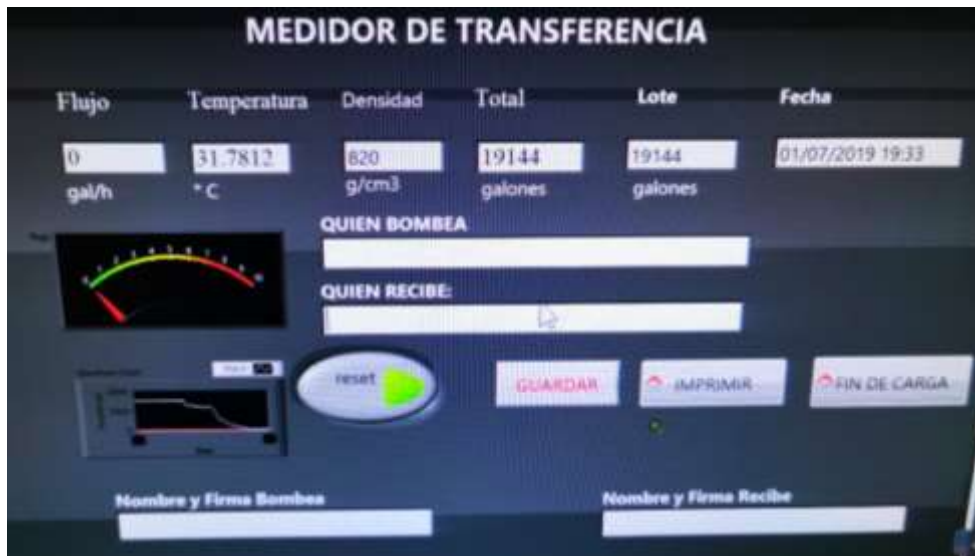 MEDIDOR DE TRANSFERENCIA
Flujo Temperatura Densidad Total Lote Fecha
0 31.7812 820 19144 19144 01/07/2019 19:33
gal/h ° C g/cm3 galones galones
QUIEN BOMBEA
QUIEN RECIBE:
reset GUARDAR IMPRIMIR FIN DE CARGA
Nombre y Firma Bombea Nombre y Firma Recibe